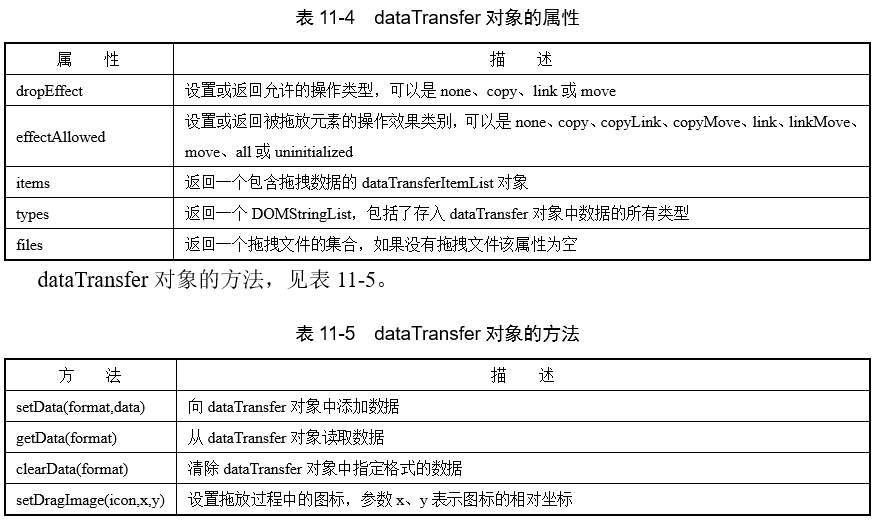 表 11-4 dataTransfer 对象的属性
属 性 描 述
dropEffect 设置或返回允许的操作类型，可以是 none、copy、link 或 move
effectAllowed 设置或返回被拖放元素的操作效果类别，可以是 none、copy、copyLink、copyMove、link、linkMove、
move、all 或 uninitialized
items 返回一个包含拖拽数据的 dataTransferItemList 对象
types 返回一个 DOMStringList，包括了存入 dataTransfer 对象中数据的所有类型
files 返回一个拖拽文件的集合，如果没有拖拽文件该属性为空
dataTransfer 对象的方法，见表 11-5。
表 11-5 dataTransfer 对象的方法
方 法 描 述
setData(format,data) 向 dataTransfer 对象中添加数据
getData(format) 从 dataTransfer 对象读取数据
clearData(format) 清除 dataTransfer 对象中指定格式的数据
setDragImage(icon,x,y) 设置拖放过程中的图标，参数 x、y 表示图标的相对坐标